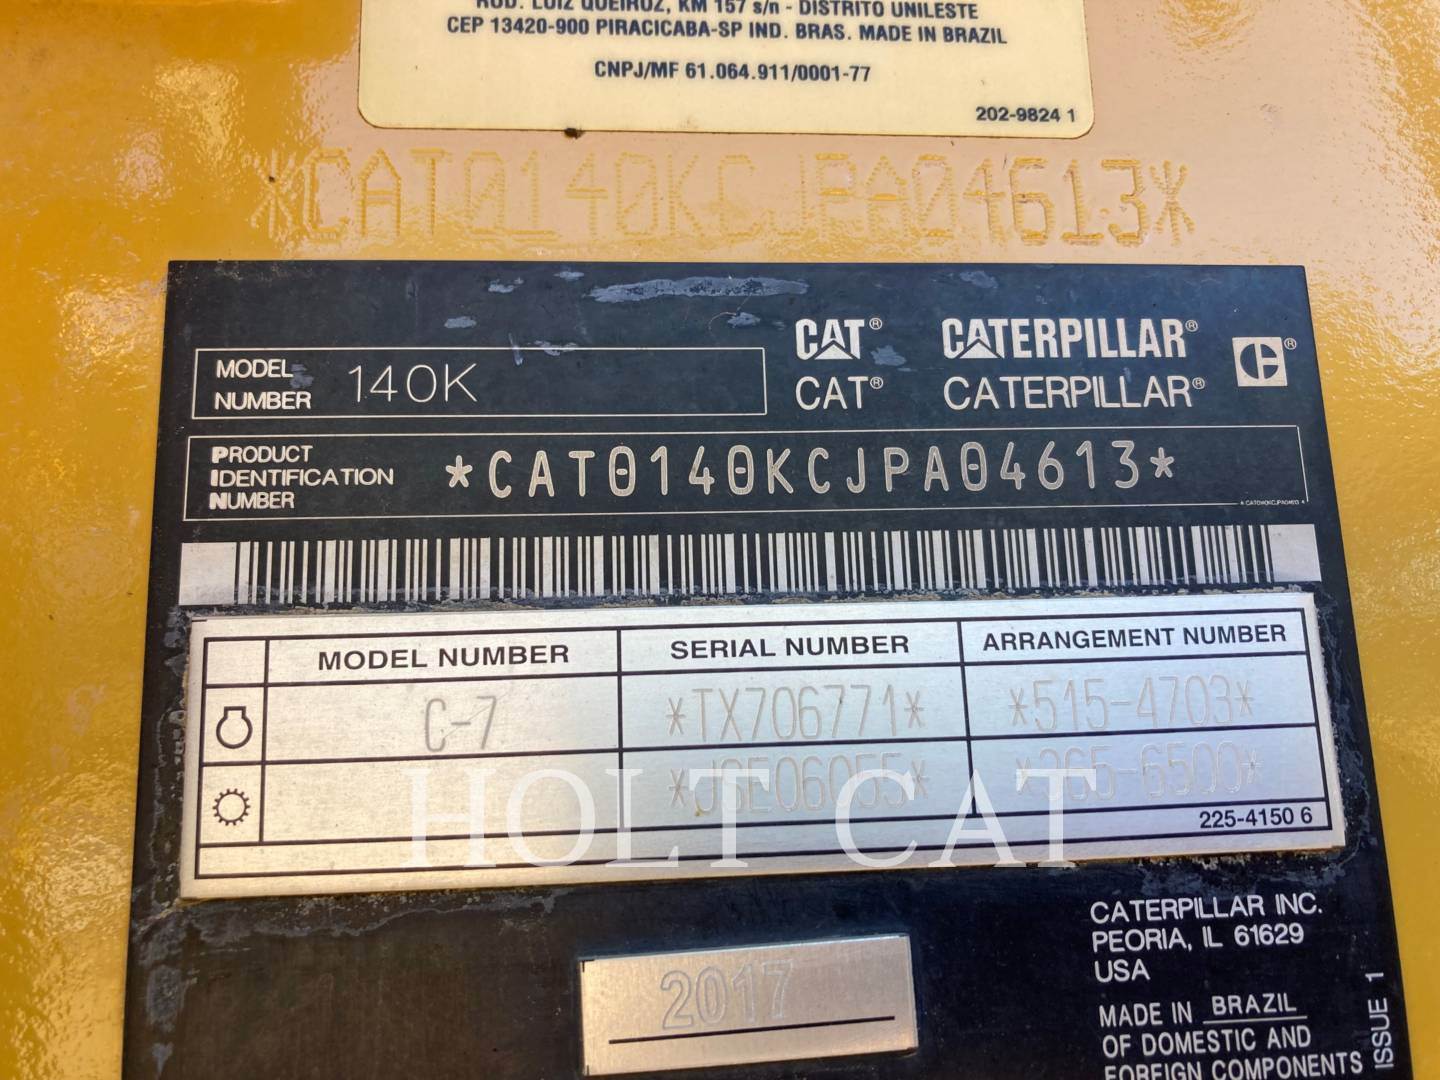 ROD. LUIZ QUEIROZ, KM 157 s/n - DISTRITO UNILESTE
CEP 13420-900 PIRACICABA-SP IND. BRAS. MADE IN BRAZIL
CNPJ/MF 61.064.911/0001-77
202-9824 1
*CAT0140KCJPA04613*
CAT® CATERPILLAR®
CAT® CATERPILLAR®
MODEL NUMBER 140K
PRODUCT IDENTIFICATION NUMBER *CAT0140KCJPA04613*
MODEL NUMBER SERIAL NUMBER ARRANGEMENT NUMBER
C-7 *TX706771* *515-4703*
*JSE06055* *365-6500*
225-4150 6
HOLT CAT
2017
CATERPILLAR INC.
PEORIA, IL 61629
USA
MADE IN BRAZIL
OF DOMESTIC AND
FOREIGN COMPONENTS
ISSUE 1